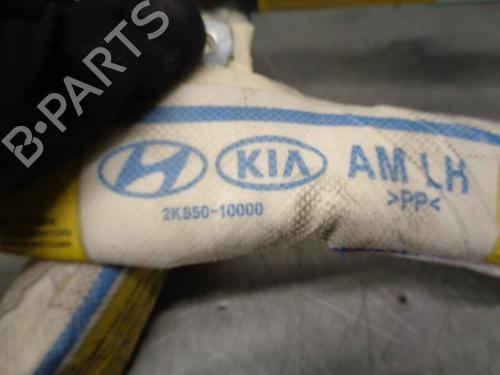 B-PARTS
KIA AM LH
2K850-10000
>PP<